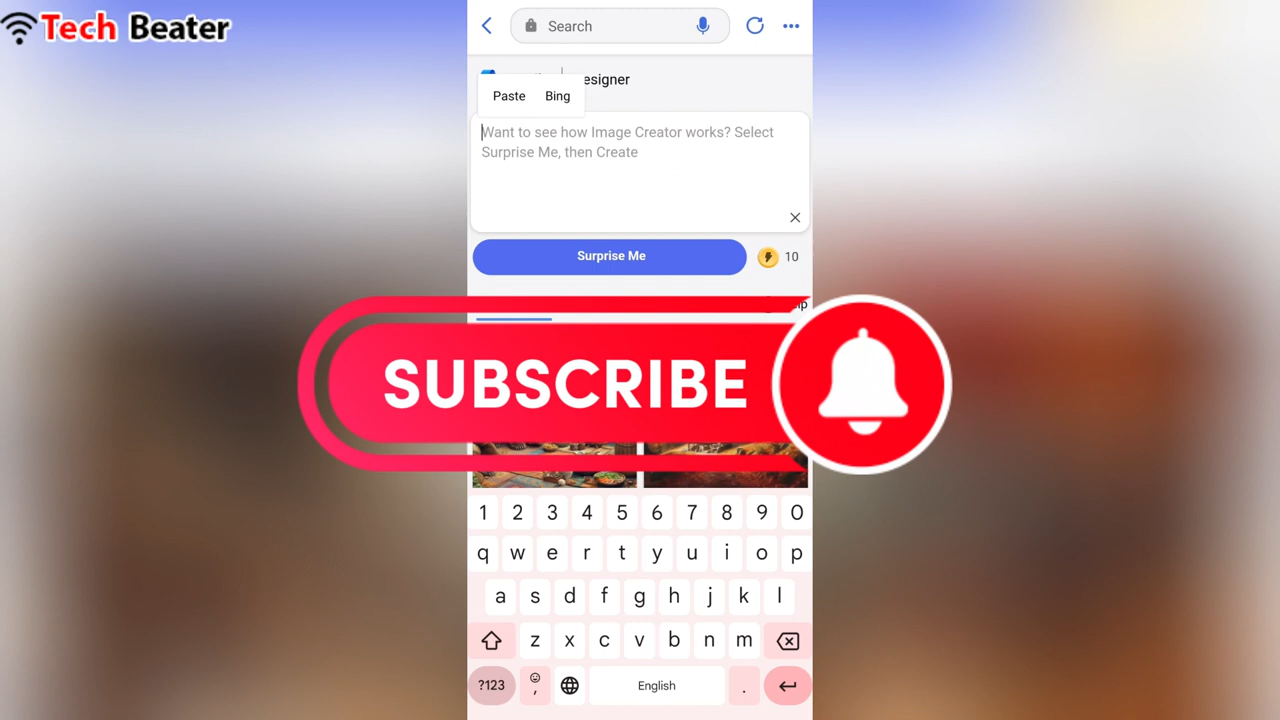 Tech Beater
Search
esigner
Paste Bing
Want to see how Image Creator works? Select
Surprise Me, then Create
Surprise Me
10
SUBSCRIBE
1 2 3 4 5 6 7 8 9 0
q w e r t y u i o p
a s d f g h j k l
z x c v b n m
?123 , English .